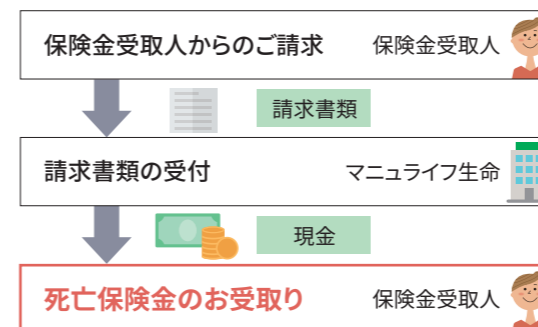 保険金受取人からのご請求 保険金受取人
請求書類
請求書類の受付 マニュライフ生命
現金
死亡保険金のお受取り 保険金受取人